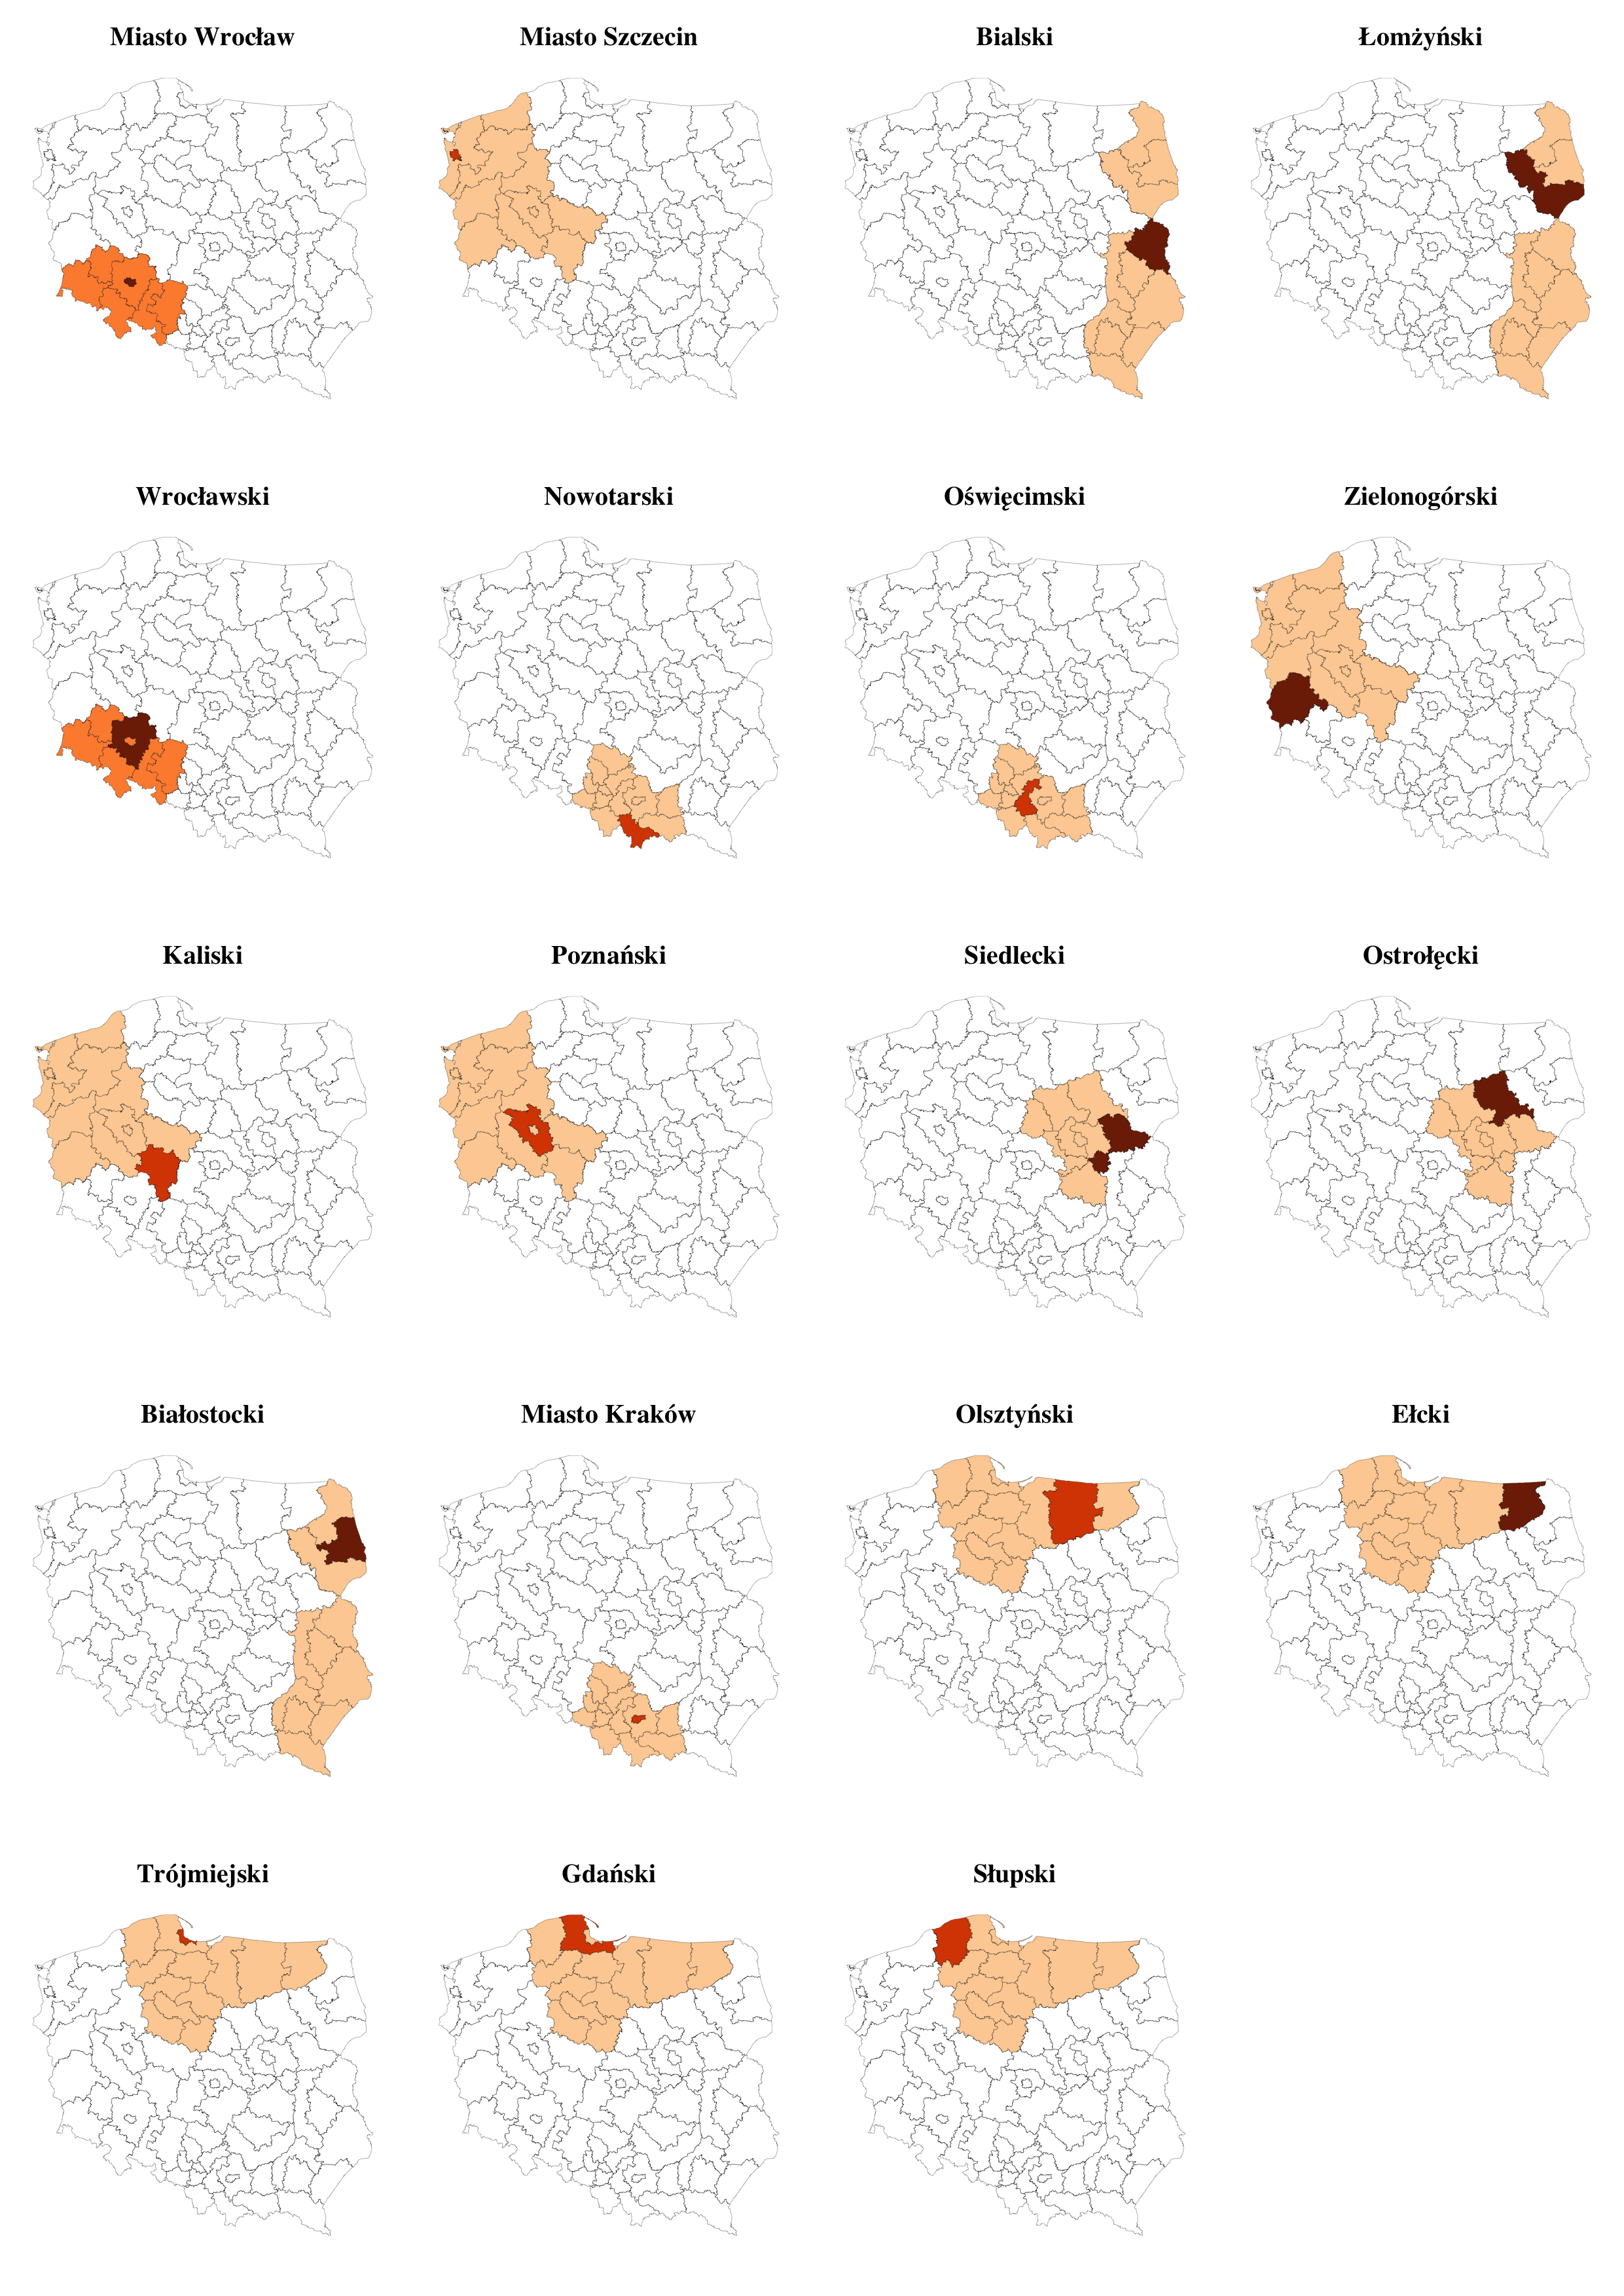 Miasto Wrocław
Miasto Szczecin
Bialski
Łomżyński
Wrocławski
Nowotarski
Oświęcimski
Zielonogórski
Kaliski
Poznański
Siedlecki
Ostrołęcki
Białostocki
Miasto Kraków
Olsztyński
Ełcki
Trójmiejski
Gdański
Słupski